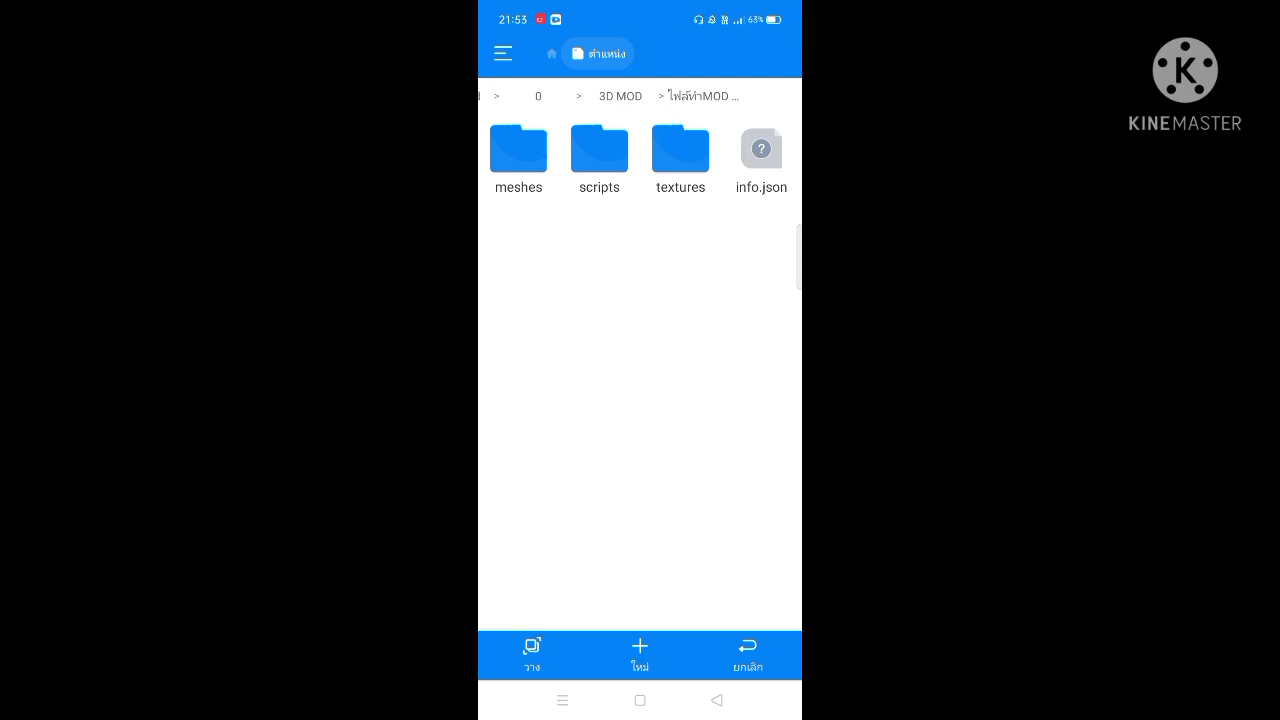 21:53
63%
ตำแหน่ง
> 0 > 3D MOD > ไฟล์ทำMOD ...
meshes scripts textures info.json
วาง ใหม่ ยกเลิก
K
KINEMASTER